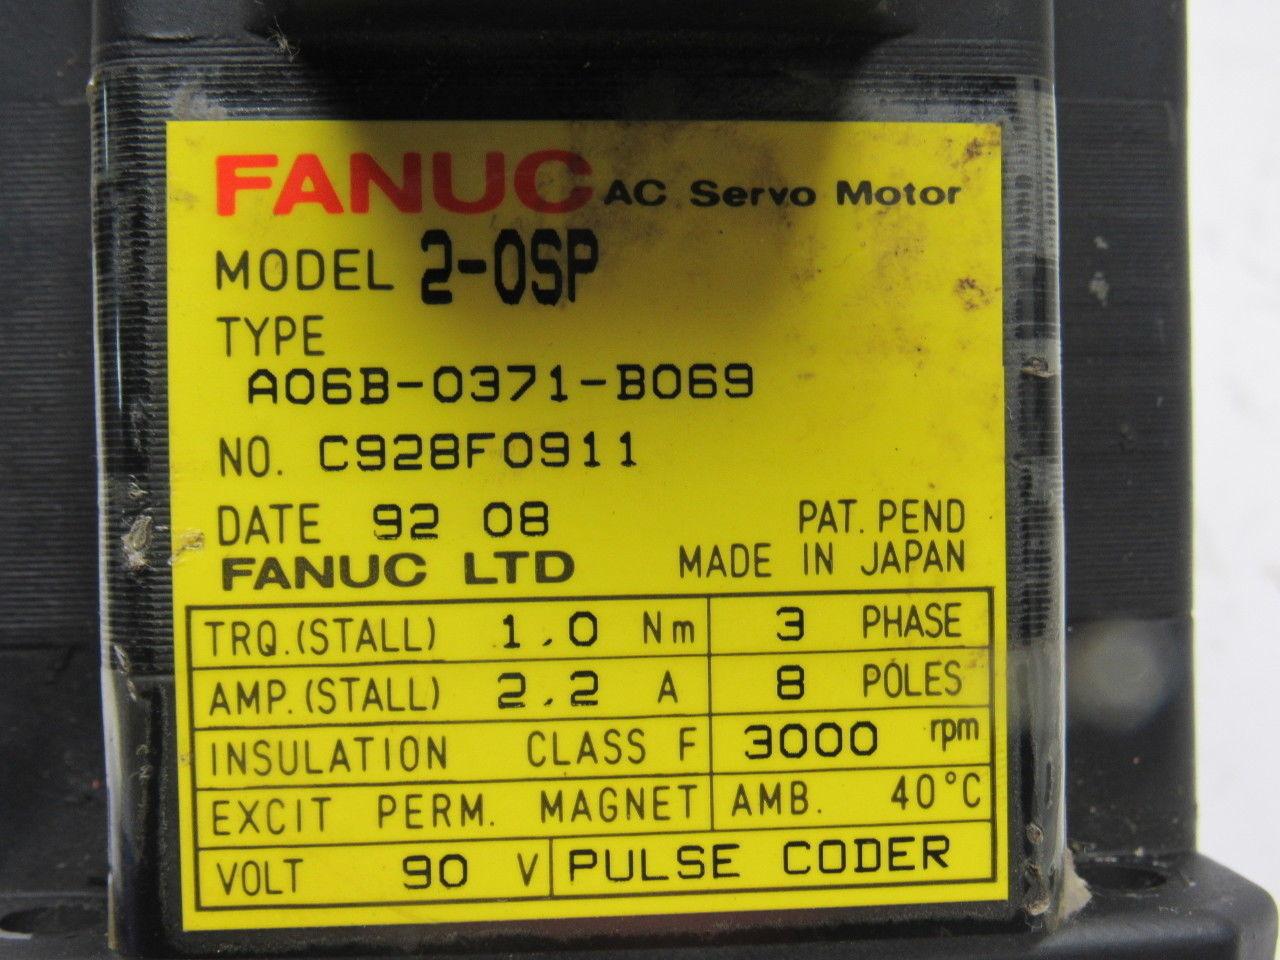 FANUC AC Servo Motor
MODEL 2-0SP
TYPE
A06B-0371-B069
NO. C928F0911
DATE 92 08 PAT. PEND
FANUC LTD MADE IN JAPAN
TRQ.(STALL) 1.0 Nm 3 PHASE
AMP.(STALL) 2.2 A 8 POLES
INSULATION CLASS F 3000 rpm
EXCIT PERM. MAGNET AMB. 40°C
VOLT 90 V PULSE CODER